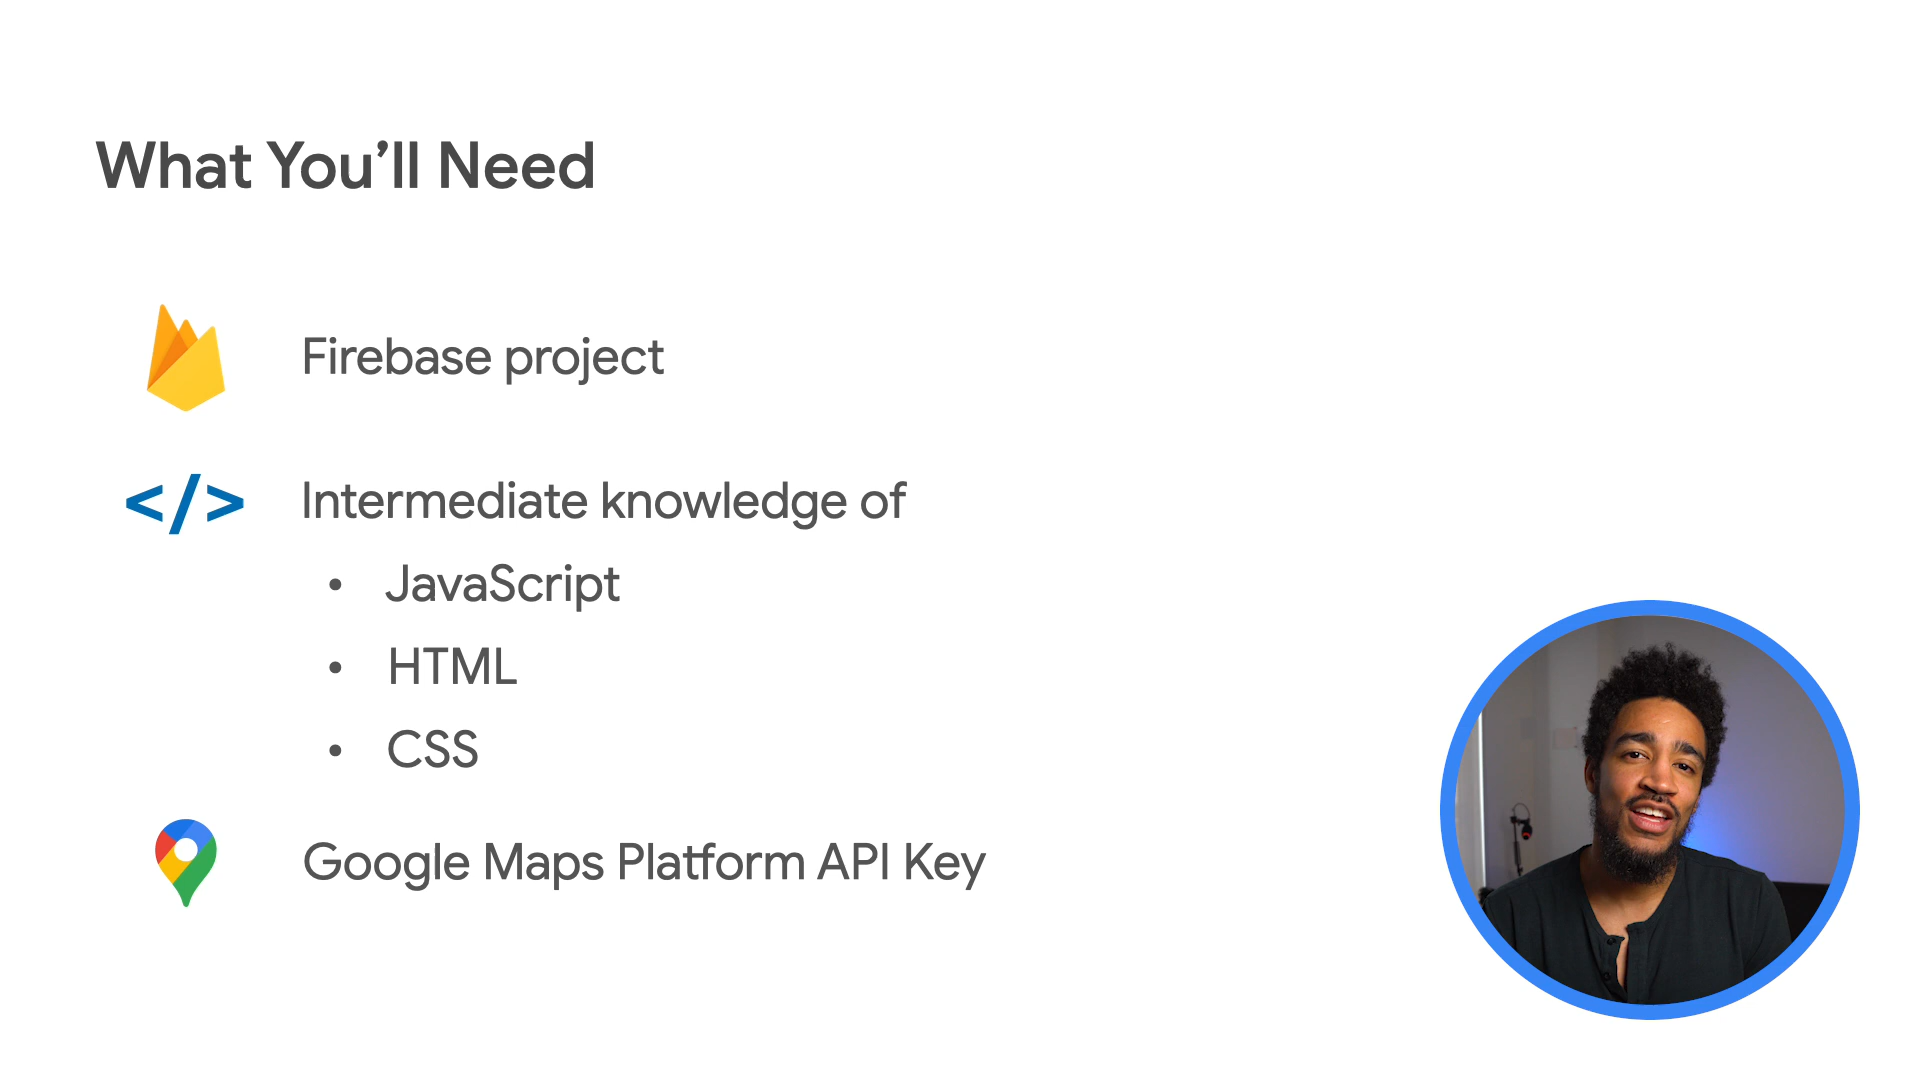 What You’ll Need
Firebase project
</> Intermediate knowledge of
• JavaScript
• HTML
• CSS
Google Maps Platform API Key